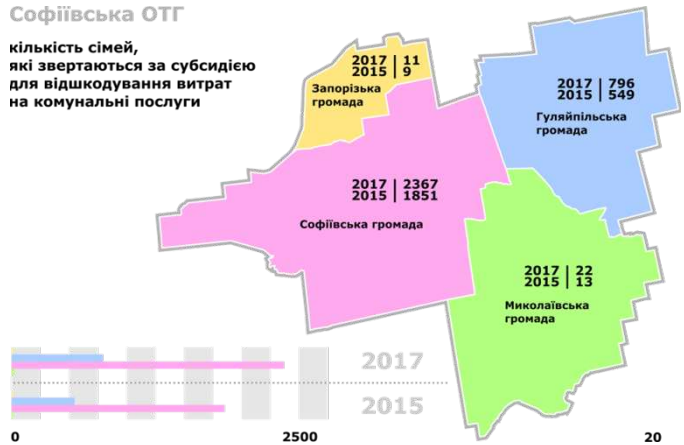 Софіївська ОТГ
кількість сімей,
які звертаються за субсидією
для відшкодування витрат
на комунальні послуги
2017 | 11
2015 | 9
Запорізька
громада
2017 | 796
2015 | 549
Гуляйпільська
громада
2017 | 2367
2015 | 1851
Софіївська громада
2017 | 22
2015 | 13
Миколаївська
громада
2017
2015
0 2500 20